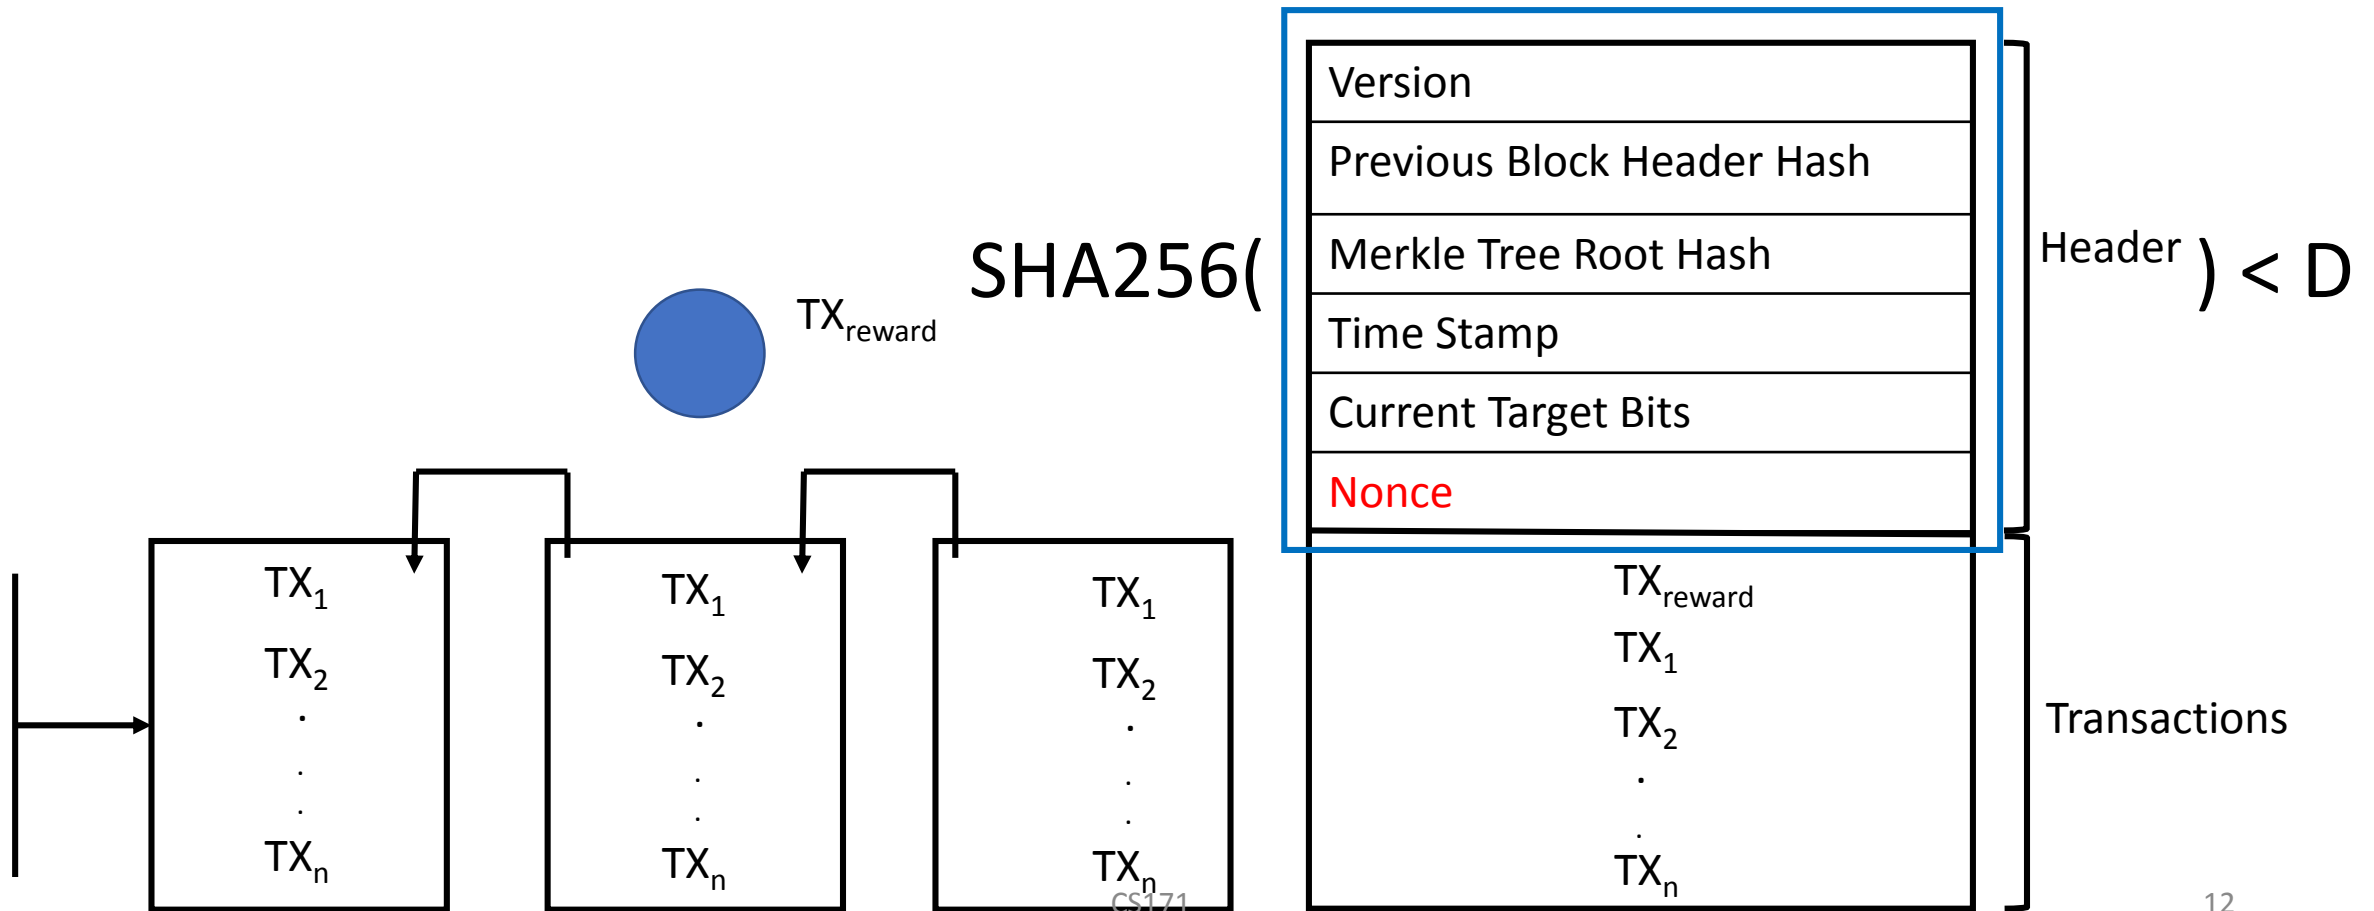 Version
Previous Block Header Hash
Merkle Tree Root Hash
Time Stamp
Current Target Bits
Nonce
SHA256(
Header
) < D
TXreward
TX1
TX2
.
.
.
TXn
TX1
TX2
.
.
.
TXn
TX1
TX2
.
.
.
TXn
TXreward
TX1
TX2
.
.
TXn
Transactions
CS171
12